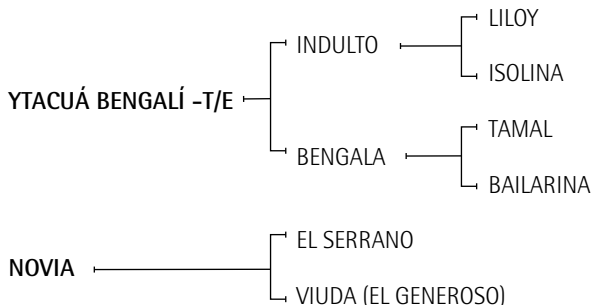 LILOY
INDULTO
ISOLINA
YTACUÁ BENGALÍ -T/E
TAMAL
BENGALA
BAILARINA
EL SERRANO
NOVIA
VIUDA (EL GENEROSO)